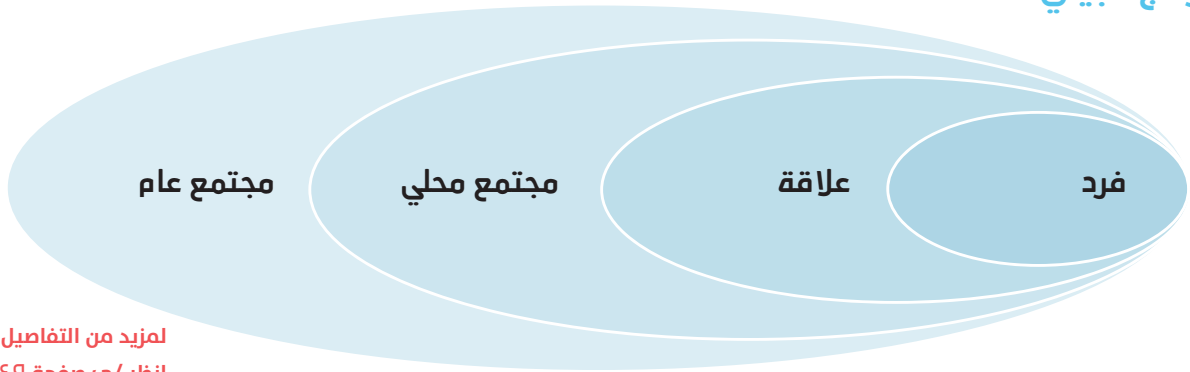 فرد
علاقة
مجتمع محلي
مجتمع عام
لمزيد من التفاصيل